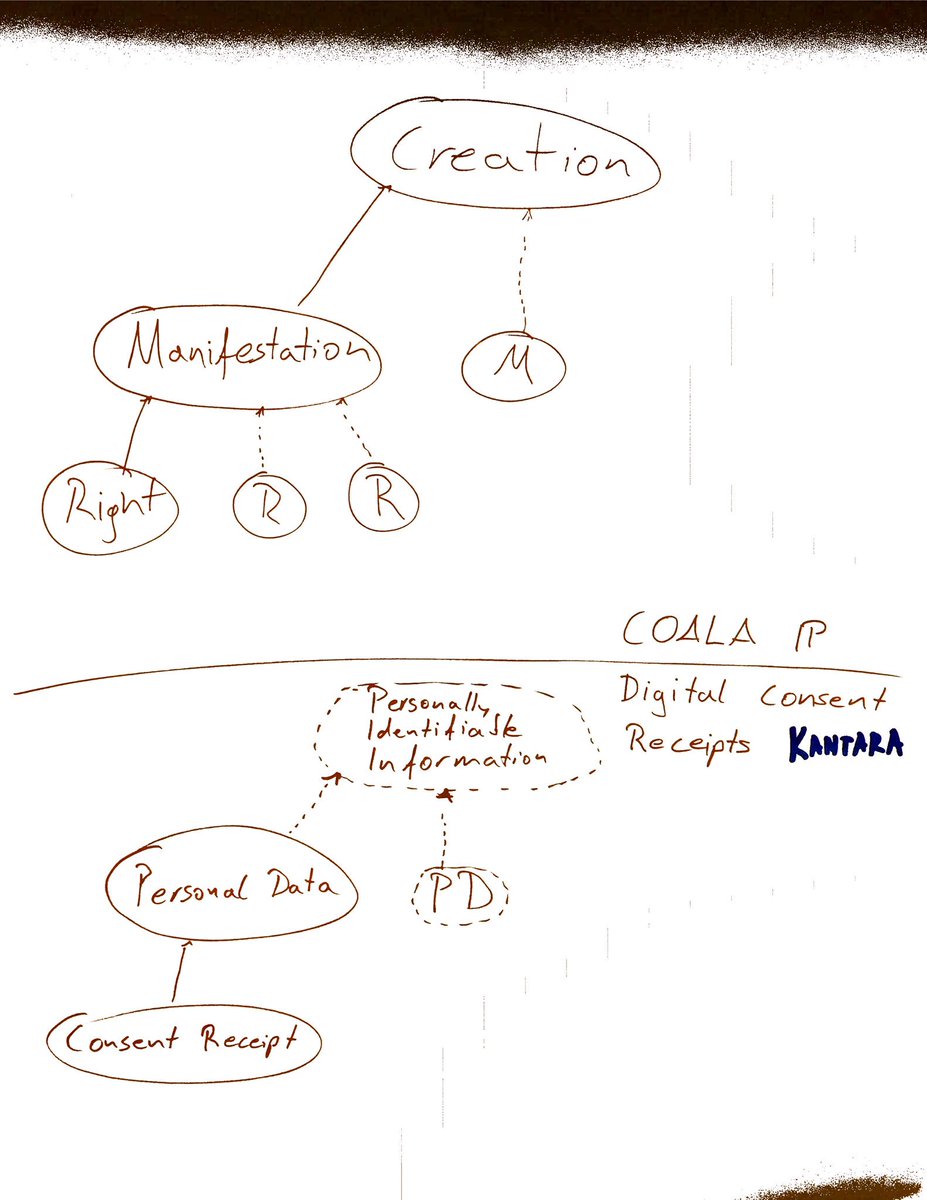 Creation
Manifestation
M
Right
R
R
COALA IP
Digital Consent
Receipts KANTARA
Personally
Identifiable
Information
Personal Data
PD
Consent Receipt